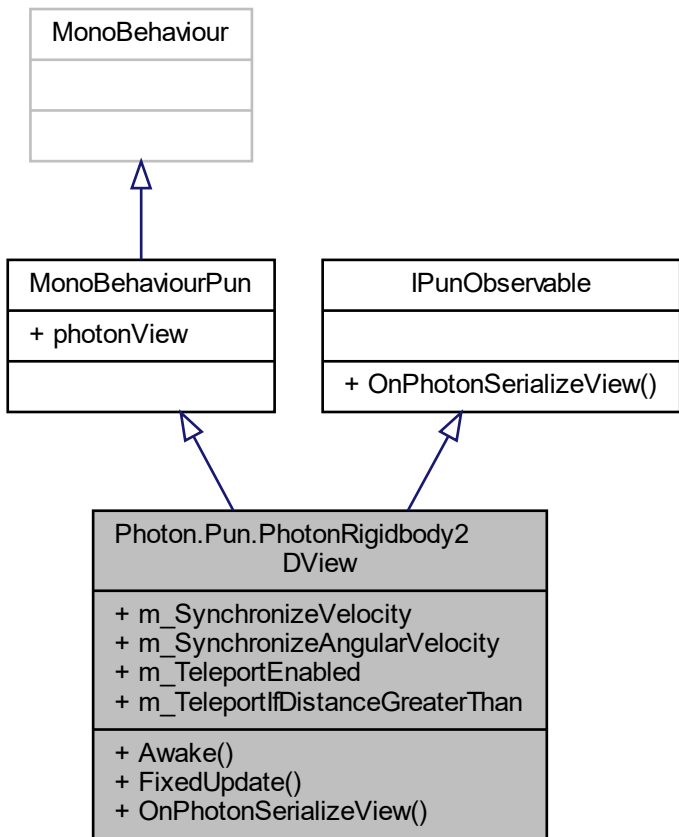 MonoBehaviour
MonoBehaviourPun
+ photonView
IPunObservable
+ OnPhotonSerializeView()
Photon.Pun.PhotonRigidbody2
DView
+ m_SynchronizeVelocity
+ m_SynchronizeAngularVelocity
+ m_TeleportEnabled
+ m_TeleportIfDistanceGreaterThan
+ Awake()
+ FixedUpdate()
+ OnPhotonSerializeView()